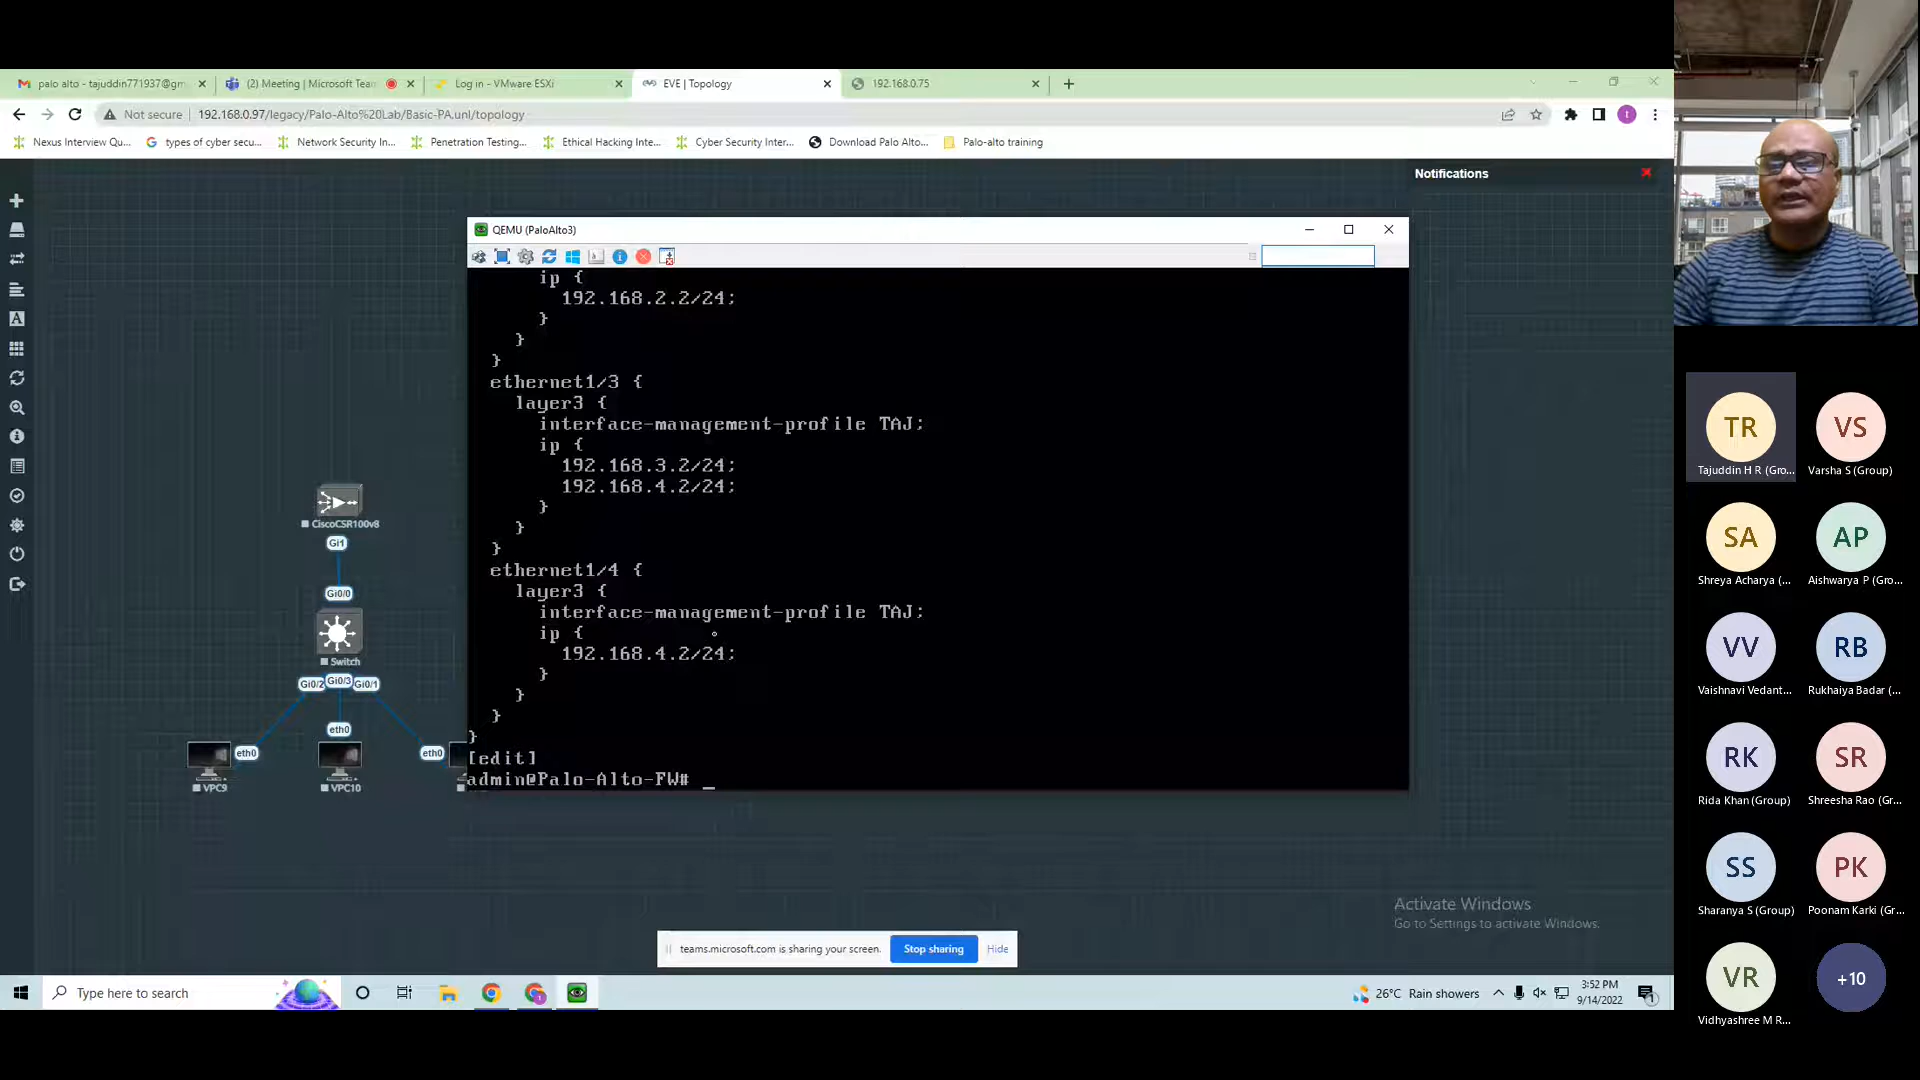 palo alto - tajuddin771937@gm
(2) Meeting | Microsoft Team
Log in - VMware ESXi
EVE | Topology
192.168.0.75
Not secure
192.168.0.97/legacy/Palo-Alto%20Lab/Basic-PA.unl/topology
t
Nexus Interview Qu...
types of cyber secu...
Network Security In...
Penetration Testing...
Ethical Hacking Inte...
Cyber Security Inter...
Download Palo Alto...
Palo-alto training
Notifications
QEMU (PaloAlto3)
ip {
192.168.2.2/24;
}
}
}
ethernet1/3 {
layer3 {
interface-management-profile TAJ;
ip {
192.168.3.2/24;
192.168.4.2/24;
}
}
}
ethernet1/4 {
layer3 {
interface-management-profile TAJ;
ip {
192.168.4.2/24;
}
}
}
}
[edit]
admin@Palo-Alto-FW# _
CiscoCSR100v8
Gi1
Gi0/0
Switch
Gi0/2
Gi0/3
Gi0/1
eth0
eth0
eth0
VPC9
VPC10
Activate Windows
Go to Settings to activate Windows.
teams.microsoft.com is sharing your screen.
Stop sharing
Hide
Type here to search
26°C Rain showers
3:52 PM
9/14/2022
1
TR
Tajuddin H R (Gro...
VS
Varsha S (Group)
SA
Shreya Acharya (...
AP
Aishwarya P (Gro...
VV
Vaishnavi Vedant...
RB
Rukhaiya Badar (...
RK
Rida Khan (Group)
SR
Shreesha Rao (Gr...
SS
Sharanya S (Group)
PK
Poonam Karki (Gr...
VR
Vidhyashree M R...
+10